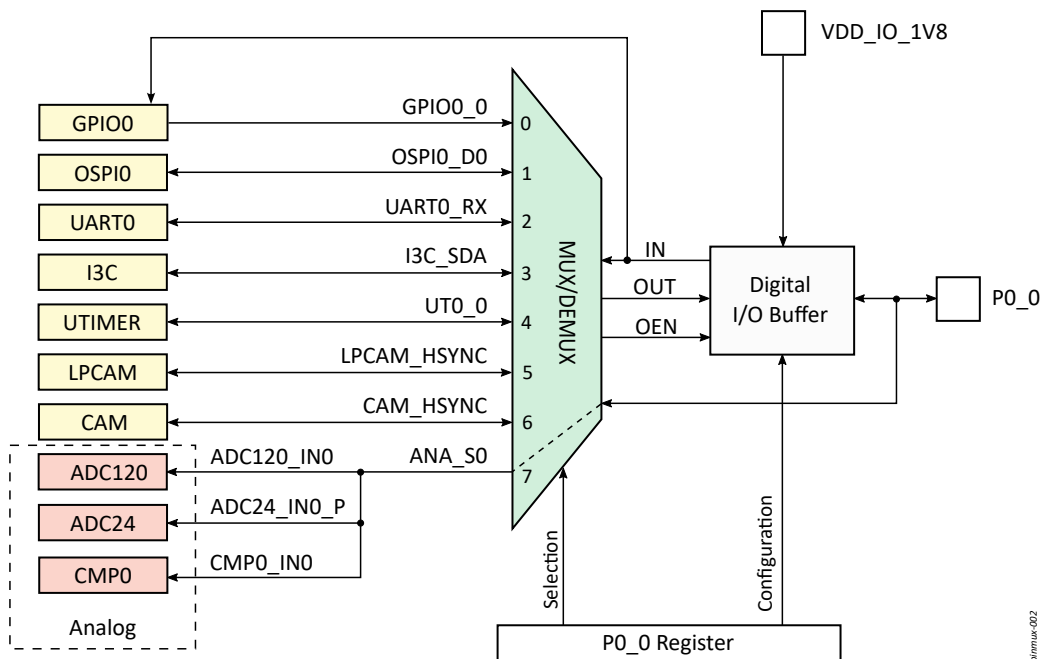 VDD_IO_1V8
GPIO0
GPIO0_0
0
OSPI0
OSPI0_D0
1
UART0
UART0_RX
2
I3C
I3C_SDA
3
UTIMER
UT0_0
4
LPCAM
LPCAM_HSYNC
5
CAM
CAM_HSYNC
6
MUX/DEMUX
IN
OUT
OEN
Digital
I/O Buffer
P0_0
ADC120
ADC120_IN0
ANA_S0
7
ADC24
ADC24_IN0_P
CMP0
CMP0_IN0
Analog
Selection
Configuration
P0_0 Register
pinmux-002